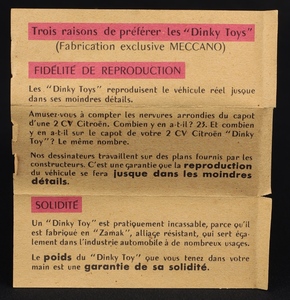 Trois raisons de préférer les "Dinky Toys"
(Fabrication exclusive MECCANO)
FIDÉLITÉ DE REPRODUCTION
Les "Dinky Toys" reproduisent le véhicule réel jusque
dans ses moindres détails.
Amusez-vous à compter les nervures arrondies du capot
d'une 2 CV Citroën. Combien y en a-t-il ? 23. Et combien
y en a-t-il sur le capot de votre 2 CV Citroën "Dinky
Toy" ? Le même nombre.
Nos dessinateurs travaillent sur des plans fournis par les
constructeurs. C'est une garantie que la reproduction
du véhicule se fera jusque dans les moindres
détails.
SOLIDITÉ
Un "Dinky Toy" est pratiquement incassable, parce qu'il
est fabriqué en "Zamak", alliage résistant, qui sert éga-
lement dans l'industrie automobile à de nombreux usages.
Le poids du "Dinky Toy" que vous tenez dans votre
main est une garantie de sa solidité.